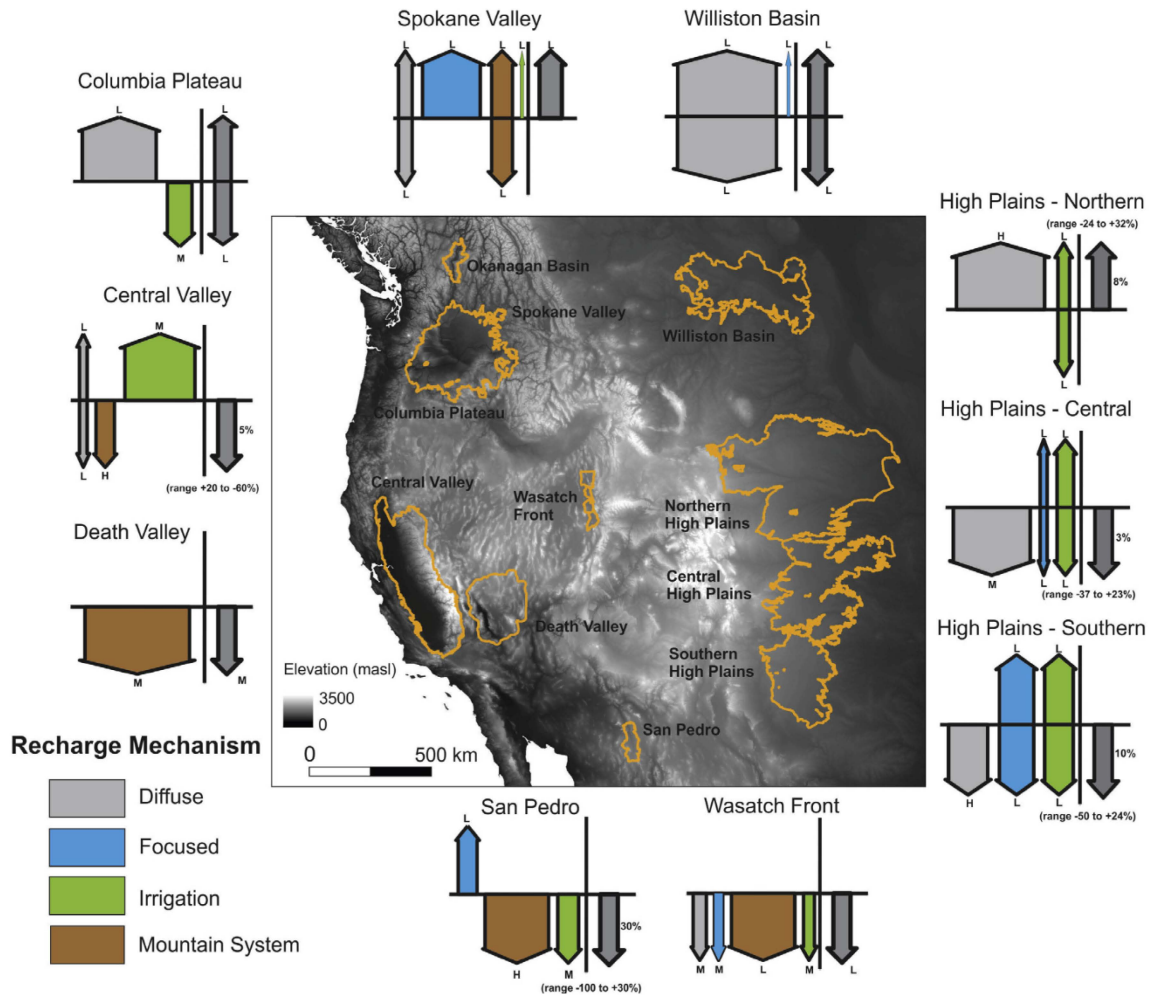 Spokane Valley
L
L
L
L
L
L
L
Williston Basin
L
L
L
L
L
Columbia Plateau
L
L
M
L
High Plains - Northern
(range -24 to +32%)
H
L
8%
L
Central Valley
L
M
5%
L
H
(range +20 to -60%)
High Plains - Central
L
L
3%
M
L
L
(range -37 to +23%)
Death Valley
M
M
High Plains - Southern
L
L
10%
H
L
L
(range -50 to +24%)
Okanagan Basin
Spokane Valley
Williston Basin
Columbia Plateau
Central Valley
Wasatch
Front
Northern
High Plains
Central
High Plains
Death Valley
Southern
High Plains
San Pedro
Elevation (masl)
3500
0
0
500 km
Recharge Mechanism
Diffuse
Focused
Irrigation
Mountain System
San Pedro
L
30%
H
M
(range -100 to +30%)
Wasatch Front
M
M
L
M
L